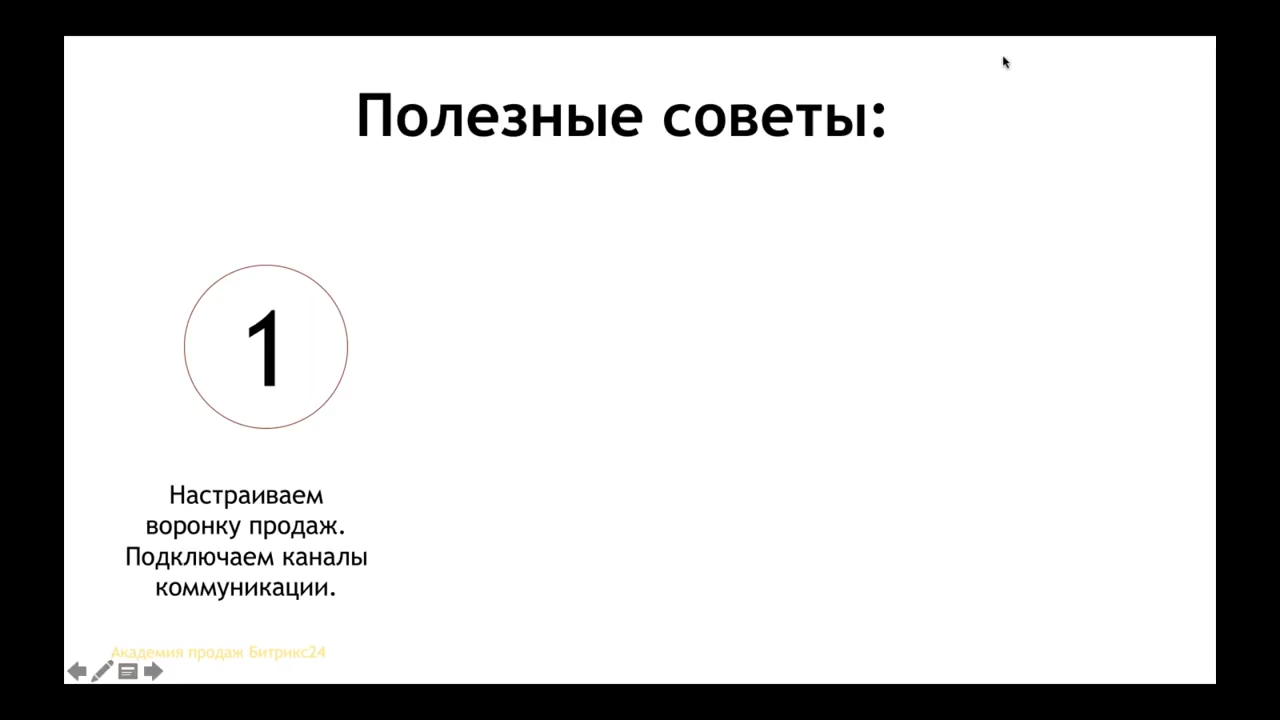 Полезные советы:
1
Настраиваем
воронку продаж.
Подключаем каналы
коммуникации.
Академия продаж Битрикс24